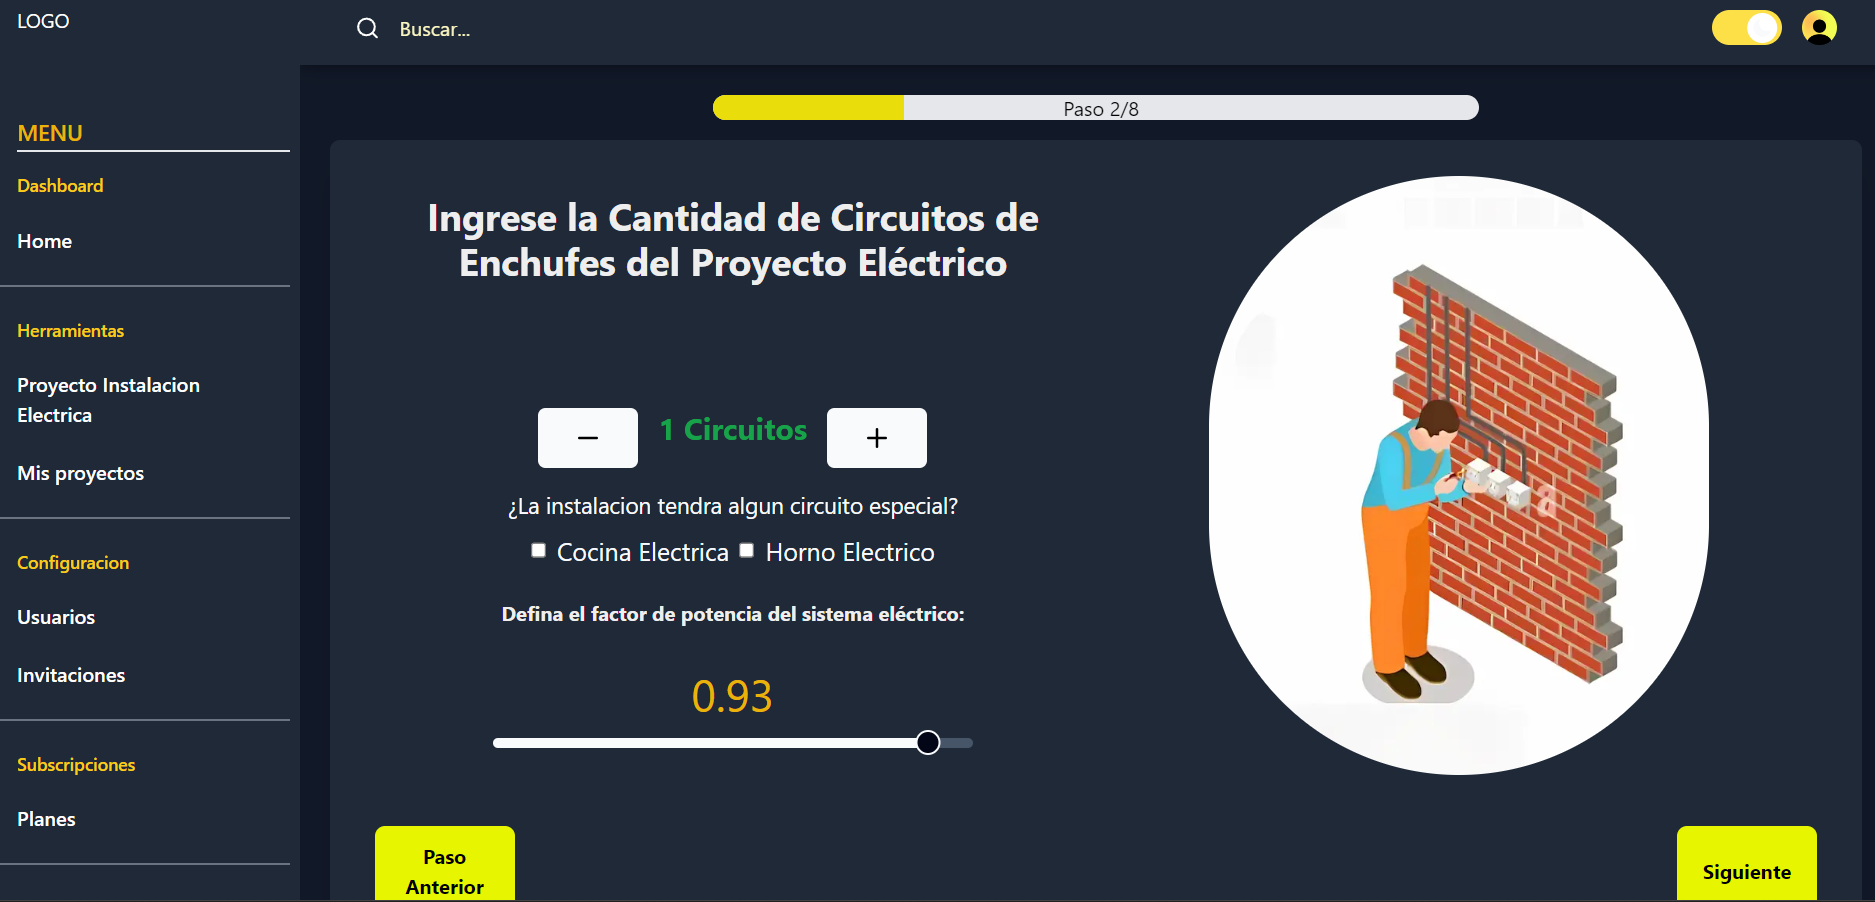 LOGO
Buscar...
MENU
Dashboard
Home
Herramientas
Proyecto Instalacion
Electrica
Mis proyectos
Configuracion
Usuarios
Invitaciones
Subscripciones
Planes
Paso 2/8
Ingrese la Cantidad de Circuitos de
Enchufes del Proyecto Eléctrico
1 Circuitos
¿La instalacion tendra algun circuito especial?
Cocina Electrica Horno Electrico
Defina el factor de potencia del sistema eléctrico:
0.93
Paso
Anterior
Siguiente